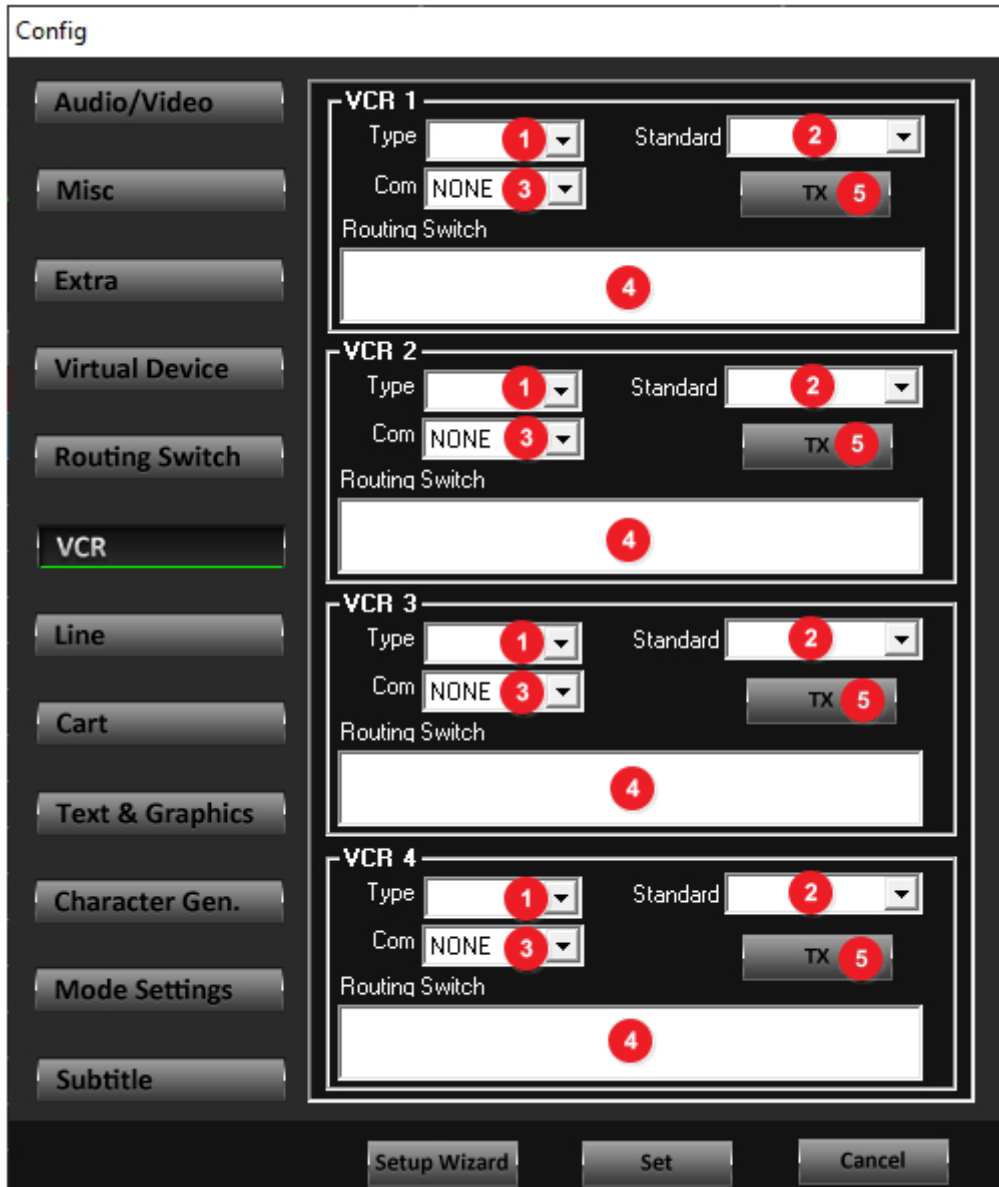 Config
Audio/Video
Misc
Extra
Virtual Device
Routing Switch
VCR
Line
Cart
Text & Graphics
Character Gen.
Mode Settings
Subtitle
VCR 1
Type 1 Standard 2
Com NONE 3 TX 5
Routing Switch
4
VCR 2
Type 1 Standard 2
Com NONE 3 TX 5
Routing Switch
4
VCR 3
Type 1 Standard 2
Com NONE 3 TX 5
Routing Switch
4
VCR 4
Type 1 Standard 2
Com NONE 3 TX 5
Routing Switch
4
Setup Wizard Set Cancel